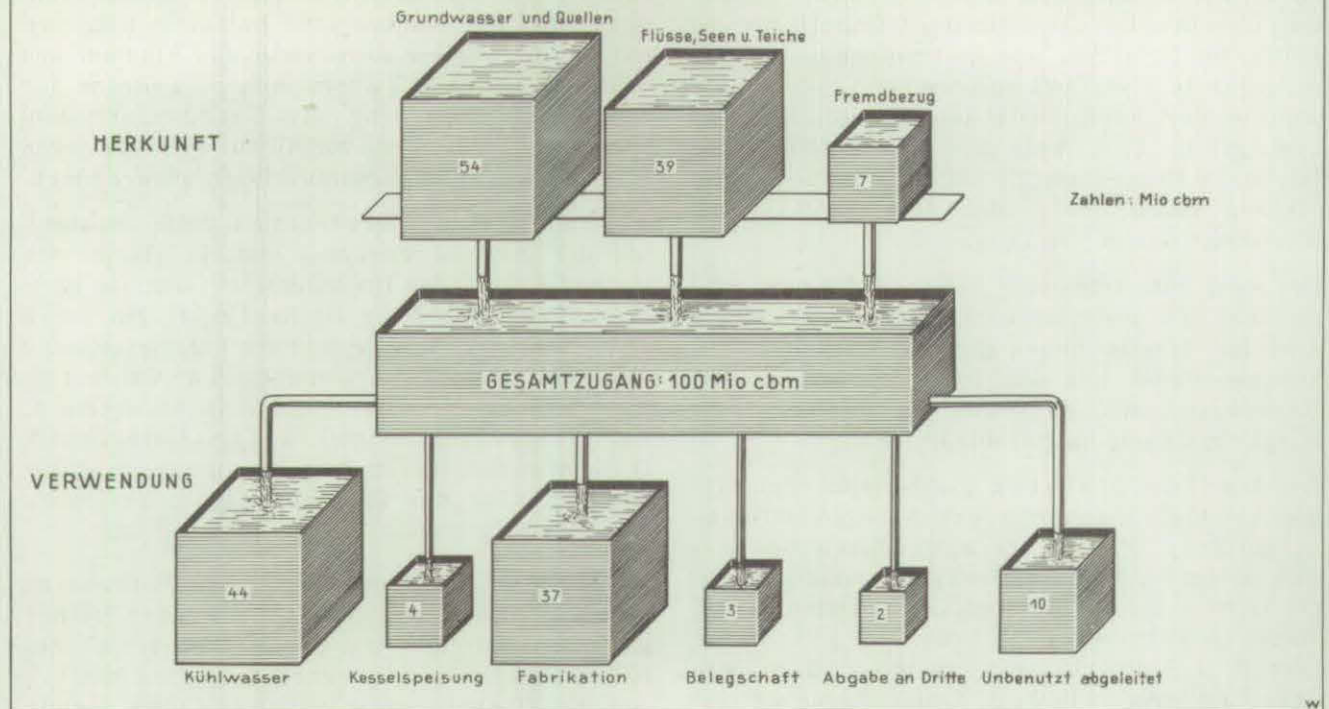 Grundwasser und Quellen
Flüsse, Seen u. Teiche
Fremdbezug
HERKUNFT
54
39
7
Zahlen: Mio cbm
GESAMTZUGANG: 100 Mio cbm
VERWENDUNG
44
4
37
3
2
10
Kühlwasser
Kesselspeisung
Fabrikation
Belegschaft
Abgabe an Dritte
Unbenutzt abgeleitet
W